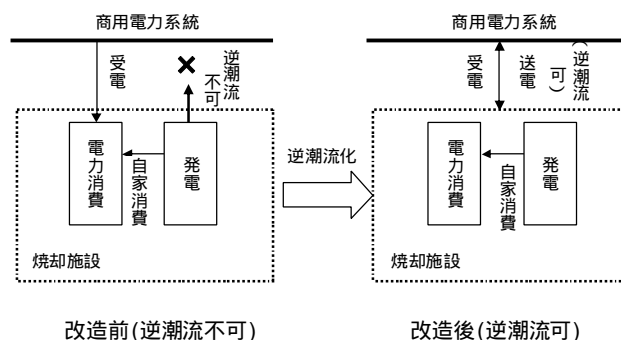 商用電力系統
受電
逆潮流
不可
電力消費
自家消費
発電
焼却施設
逆潮流化
商用電力系統
受電
送電
(逆潮流
可)
電力消費
自家消費
発電
焼却施設
改造前(逆潮流不可)
改造後(逆潮流可)